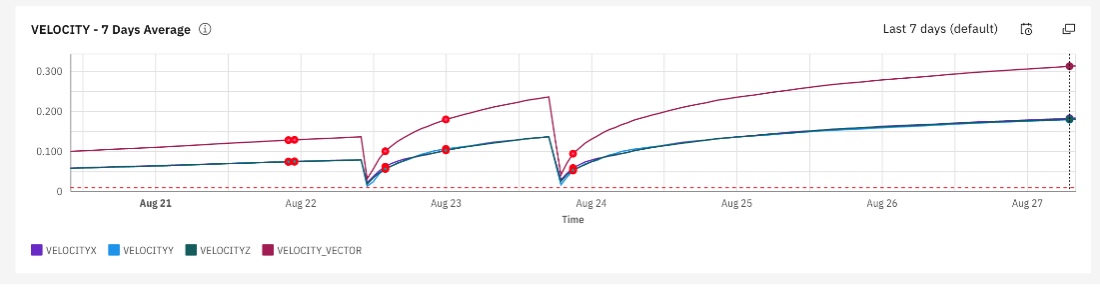 VELOCITY - 7 Days Average
Last 7 days (default)
0.300
0.200
0.100
0
Aug 21 Aug 22 Aug 23 Aug 24 Aug 25 Aug 26 Aug 27
Time
VELOCITYX VELOCITYY VELOCITYZ VELOCITY_VECTOR